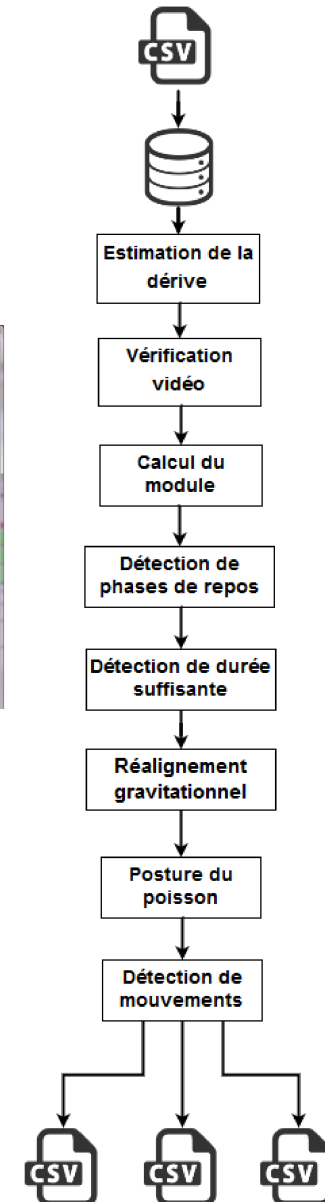 CSV
Estimation de la
dérive
Vérification
vidéo
Calcul du
module
Détection de
phases de repos
Détection de durée
suffisante
Réalignement
gravitationnel
Posture du
poisson
Détection de
mouvements
CSV
CSV
CSV